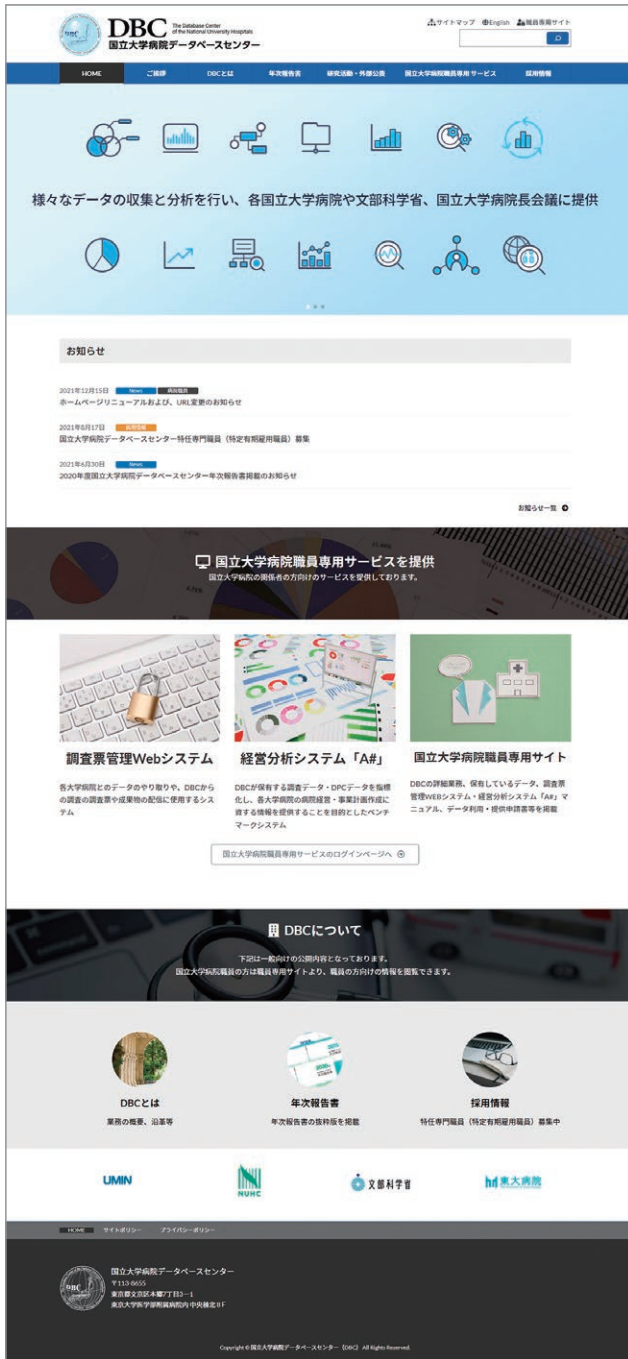 DBC
The Database Center
of the National University Hospitals
国立大学病院データベースセンター
サイトマップ English 職員専用サイト
HOME ご挨拶 DBCとは 年次報告書 研究活動・外部公表 国立大学病院職員専用 サービス 採用情報
様々なデータの収集と分析を行い、各国立大学病院や文部科学省、国立大学病院長会議に提供
お知らせ
2021年12月15日 News 病院職員
ホームページリニューアルおよび、URL変更のお知らせ
2021年8月17日 採用情報
国立大学病院データベースセンター特任専門職員（特定有期雇用職員）募集
2021年6月30日 News
2020年度国立大学病院データベースセンター年次報告書掲載のお知らせ
お知らせ一覧
国立大学病院職員専用サービスを提供
国立大学病院の関係者の方向けのサービスを提供しております。
調査票管理Webシステム
各大学病院とのデータのやり取りや、DBCから
の調査の調査票や成果物の配信に使用するシス
テム
経営分析システム「A#」
DBCが保有する調査データ・DPCデータを指標
化し、各大学病院の病院経営・事業計画作成に
資する情報を提供することを目的としたベンチ
マークシステム
国立大学病院職員専用サイト
DBCの詳細業務、保有しているデータ、調査票
管理WEBシステム・経営分析システム「A#」マ
ニュアル、データ利用・提供申請書等を掲載
国立大学病院職員専用サービスのログインページへ
DBCについて
下記は一般向けの公開内容となっております。
国立大学病院職員の方は職員専用サイトより、職員の方向けの情報を閲覧できます。
DBCとは
業務の概要、沿革等
年次報告書
年次報告書の抜粋版を掲載
採用情報
特任専門職員（特定有期雇用職員）募集中
UMIN
NUHC
文部科学省
東大病院
HOME サイトポリシー プライバシーポリシー
DBC
国立大学病院データベースセンター
〒113-8655
東京都文京区本郷7丁目3−1
東京大学医学部附属病院内 中央棟北８Ｆ
Copyright © 国立大学病院データベースセンター（DBC） All Rights Reserved.